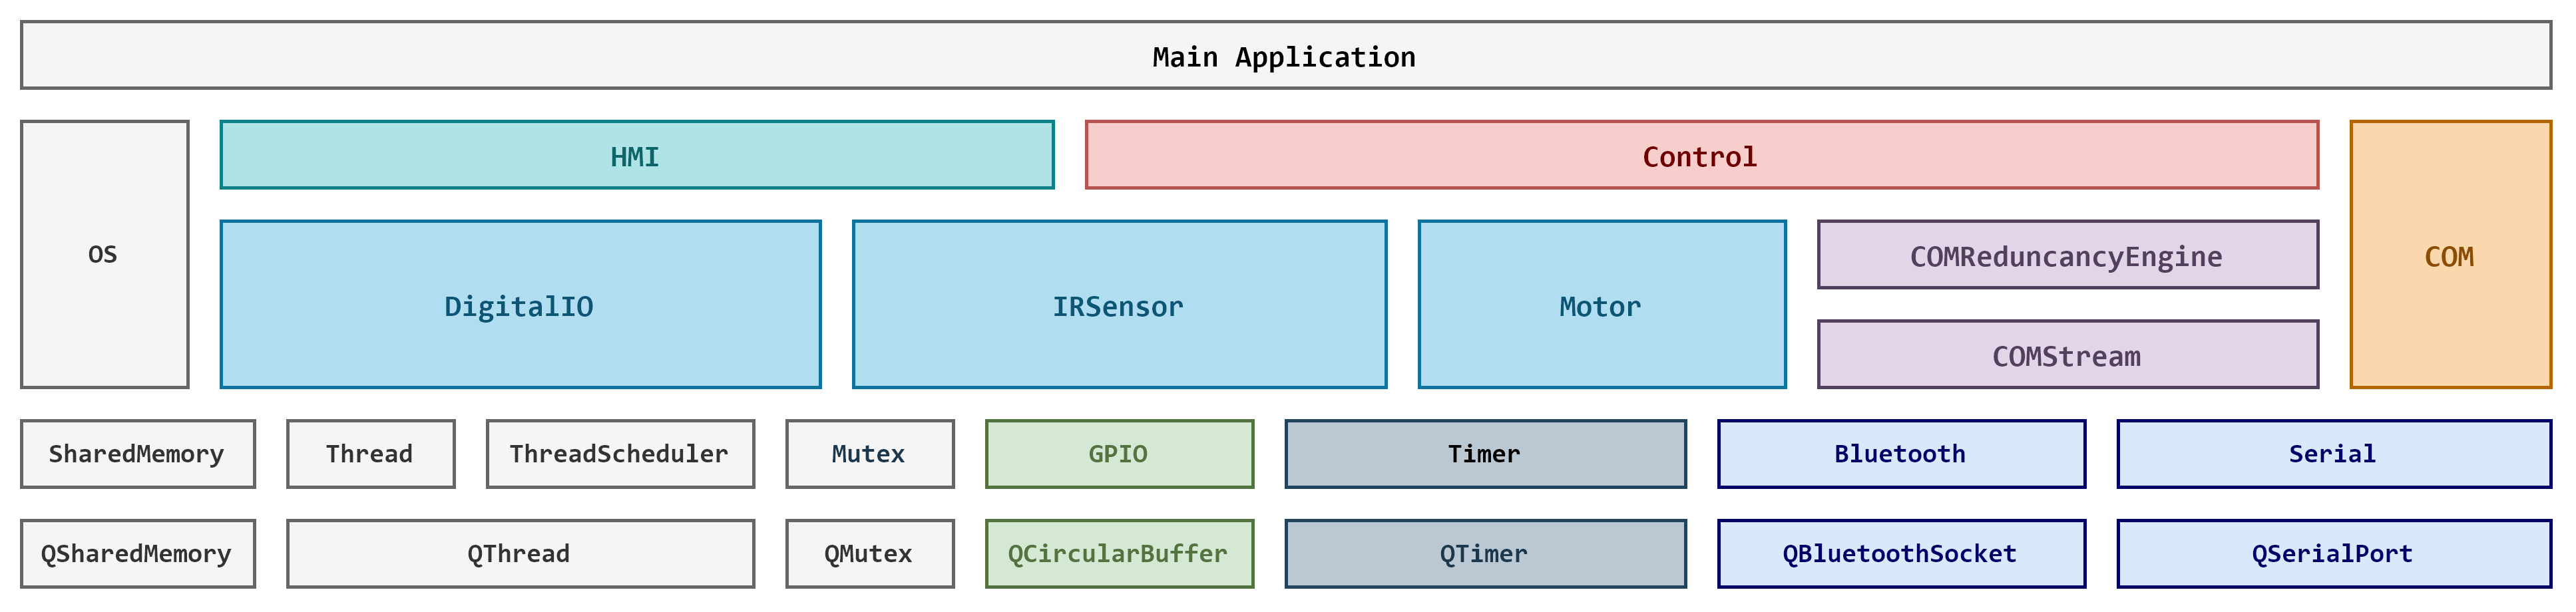 Main Application
HMI
Control
OS
COM
COMReduncancyEngine
DigitalIO
IRSensor
Motor
COMStream
SharedMemory
Thread
ThreadScheduler
Mutex
GPIO
Timer
Bluetooth
Serial
QSharedMemory
QThread
QMutex
QCircularBuffer
QTimer
QBluetoothSocket
QSerialPort